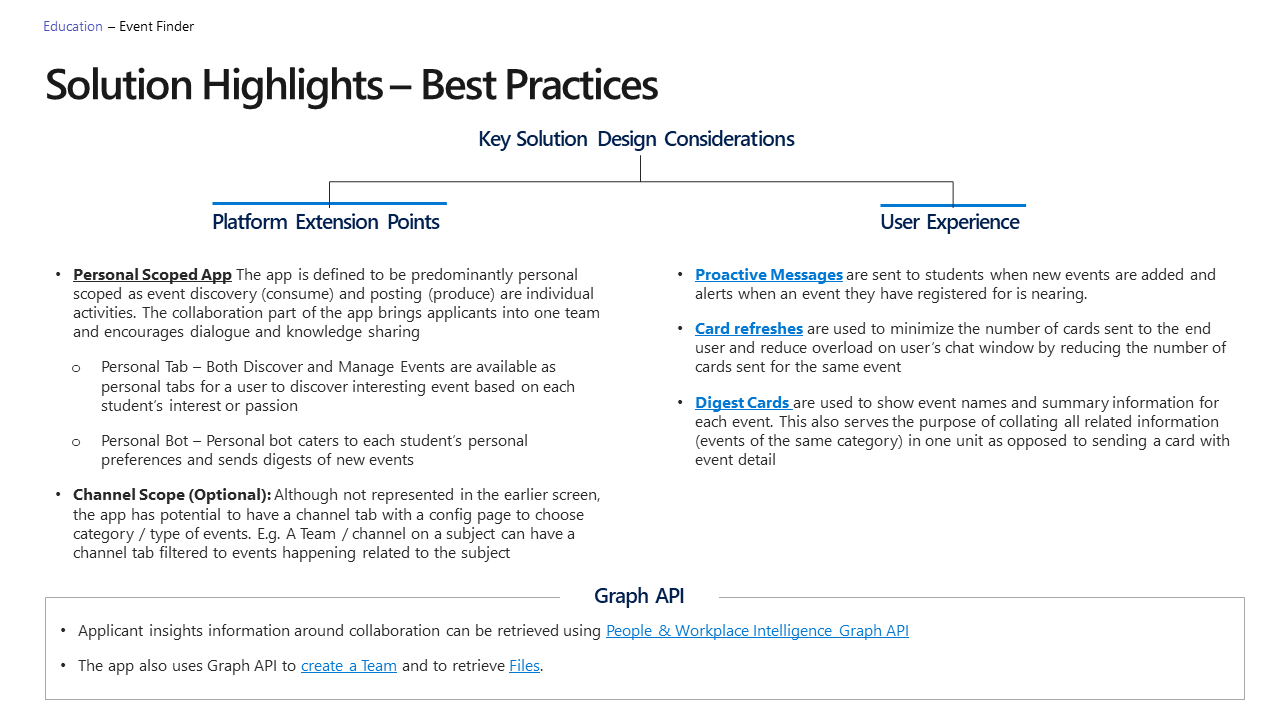 Education – Event Finder
Solution Highlights – Best Practices
Key Solution Design Considerations
Platform Extension Points
• Personal Scoped App The app is defined to be predominantly personal
scoped as event discovery (consume) and posting (produce) are individual
activities. The collaboration part of the app brings applicants into one team
and encourages dialogue and knowledge sharing
o Personal Tab – Both Discover and Manage Events are available as
personal tabs for a user to discover interesting event based on each
student's interest or passion
o Personal Bot – Personal bot caters to each student's personal
preferences and sends digests of new events
• Channel Scope (Optional): Although not represented in the earlier screen,
the app has potential to have a channel tab with a config page to choose
category / type of events. E.g. A Team / channel on a subject can have a
channel tab filtered to events happening related to the subject
User Experience
• Proactive Messages are sent to students when new events are added and
alerts when an event they have registered for is nearing.
• Card refreshes are used to minimize the number of cards sent to the end
user and reduce overload on user's chat window by reducing the number of
cards sent for the same event
• Digest Cards are used to show event names and summary information for
each event. This also serves the purpose of collating all related information
(events of the same category) in one unit as opposed to sending a card with
event detail
Graph API
• Applicant insights information around collaboration can be retrieved using People & Workplace Intelligence Graph API
• The app also uses Graph API to create a Team and to retrieve Files.